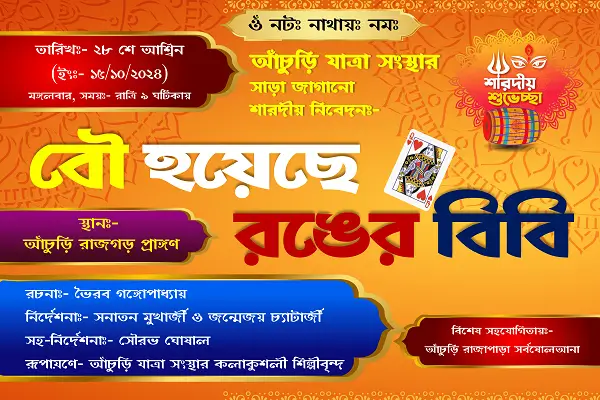 ওঁ নটঃ নাথায়ঃ নমঃ
তারিখঃ- ২৮ শে আশ্বিন
(ইংঃ- ১৫/১০/২০২৪)
মঙ্গলবার, সময়ঃ- রাত্রি ৯ ঘটিকায়
আঁচুড়ি যাত্রা সংস্থার
সাড়া জাগানো
শারদীয় নিবেদনঃ-
শারদীয়
শুভেচ্ছা
বৌ হয়েছে
রঙের বিবি
স্থানঃ-
আঁচুড়ি রাজগড় প্রাঙ্গণ
রচনাঃ- ভৈরব গঙ্গোপাধ্যায়
নির্দেশনাঃ- সনাতন মুখার্জী ও জন্মেজয় চ্যাটার্জী
সহ-নির্দেশনাঃ- সৌরভ ঘোষাল
রূপায়ণে- আঁচুড়ি যাত্রা সংস্থার কলাকুশলী শিল্পীবৃন্দ
বিশেষ সহযোগিতায়ঃ-
আঁচুড়ি রাজাপাড়া সর্বষোলআনা